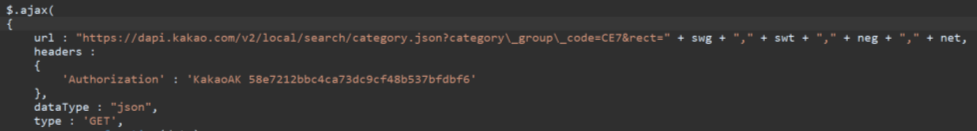 $.ajax(
{
url : "https://dapi.kakao.com/v2/local/search/category.json?category\_group\_code=CE7&rect=" + swg + "," + swt + "," + neg + "," + net,
headers :
{
'Authorization' : 'KakaoAK 58e7212bbc4ca73dc9cf48b537bfdbf6'
},
dataType : "json",
type : 'GET',